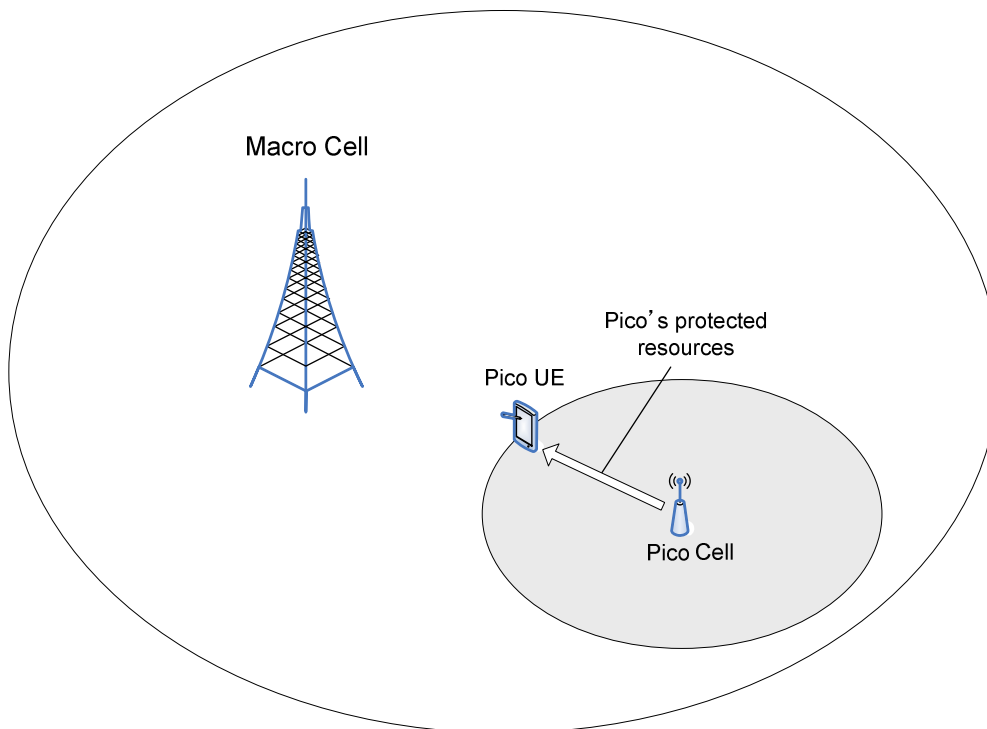 Macro Cell
Pico’s protected
resources
Pico UE
Pico Cell